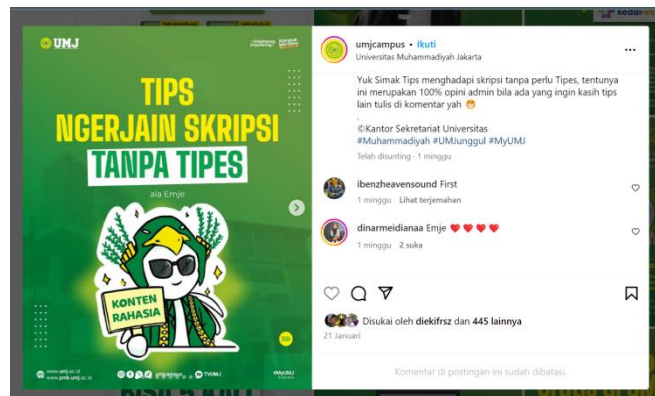 UMJ
TIPS
NGERJAIN SKRIPSI
TANPA TIPES
ala Emje
KONTEN
RAHASIA
www.umj.ac.id
www.pmb.umj.ac.id
umjcampus
TVUMJ
#MyUMJ
umjcampus • Ikuti
Universitas Muhammadiyah Jakarta
Yuk Simak Tips menghadapi skripsi tanpa perlu Tipes, tentunya
ini merupakan 100% opini admin bila ada yang ingin kasih tips
lain tulis di komentar yah 😁
.
©Kantor Sekretariat Universitas
#Muhammadiyah #UMJunggul #MyUMJ
Telah disunting · 1 minggu
ibenzheavensound First
1 minggu Lihat terjemahan
dinarmeidianaa Emje ❤️ ❤️ ❤️ ❤️
1 minggu 2 suka
Disukai oleh diekifrsz dan 445 lainnya
21 Januari
Komentar di postingan ini sudah dibatasi.